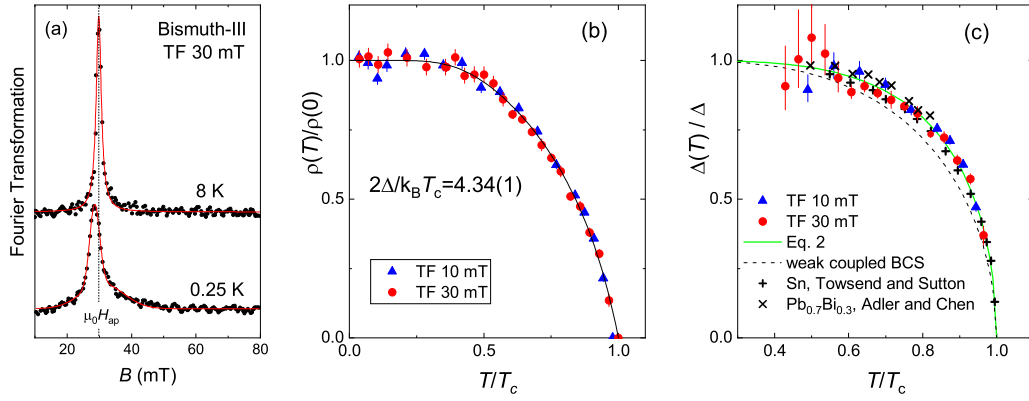 (a)
Bismuth-III
TF 30 mT
8 K
0.25 K
μ₀Hap
Fourier Transformation
20 40 60 80
B (mT)
(b)
ρ(T)/ρ(0)
1.0
0.5
0.0
2Δ/kBTc=4.34(1)
TF 10 mT
TF 30 mT
0.0 0.5 1.0
T/Tc
(c)
Δ(T) / Δ
1.0
0.5
0.0
TF 10 mT
TF 30 mT
Eq. 2
weak coupled BCS
Sn, Towsend and Sutton
Pb0.7Bi0.3, Adler and Chen
0.4 0.6 0.8 1.0
T/Tc